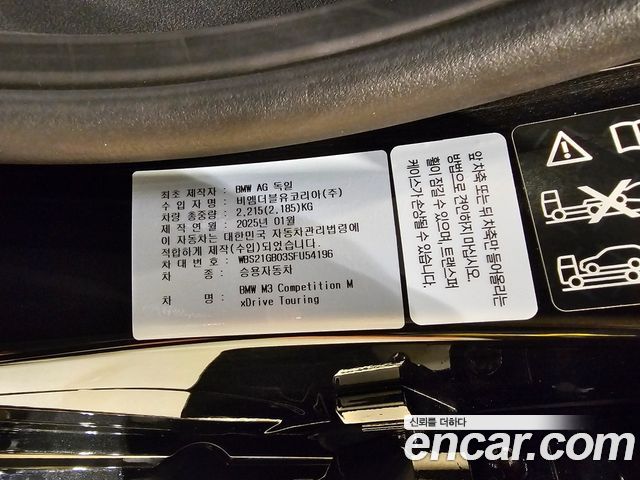 최초 제작자 : BMW AG 독일
수 입 자 명 : 비엠더블유코리아(주)
차량 총중량 : 2,215(2,185)KG
제 작 연 월 : 2025년 01월
이 자동차는 대한민국 자동차관리법령에
적합하게 제작(수입)되었습니다.
차 대 번 호 : WBS21GB03SFU54196
차 종 : 승용자동차
차 명 : BMW M3 Competition M
xDrive Touring
앞 차축 또는 뒤 차축만 들어올리는
방법으로 견인하지 마십시오.
휠이 잠길 수 있으며, 트랜스퍼
케이스가 손상될 수 있습니다.
신뢰를 더하다
encar.com